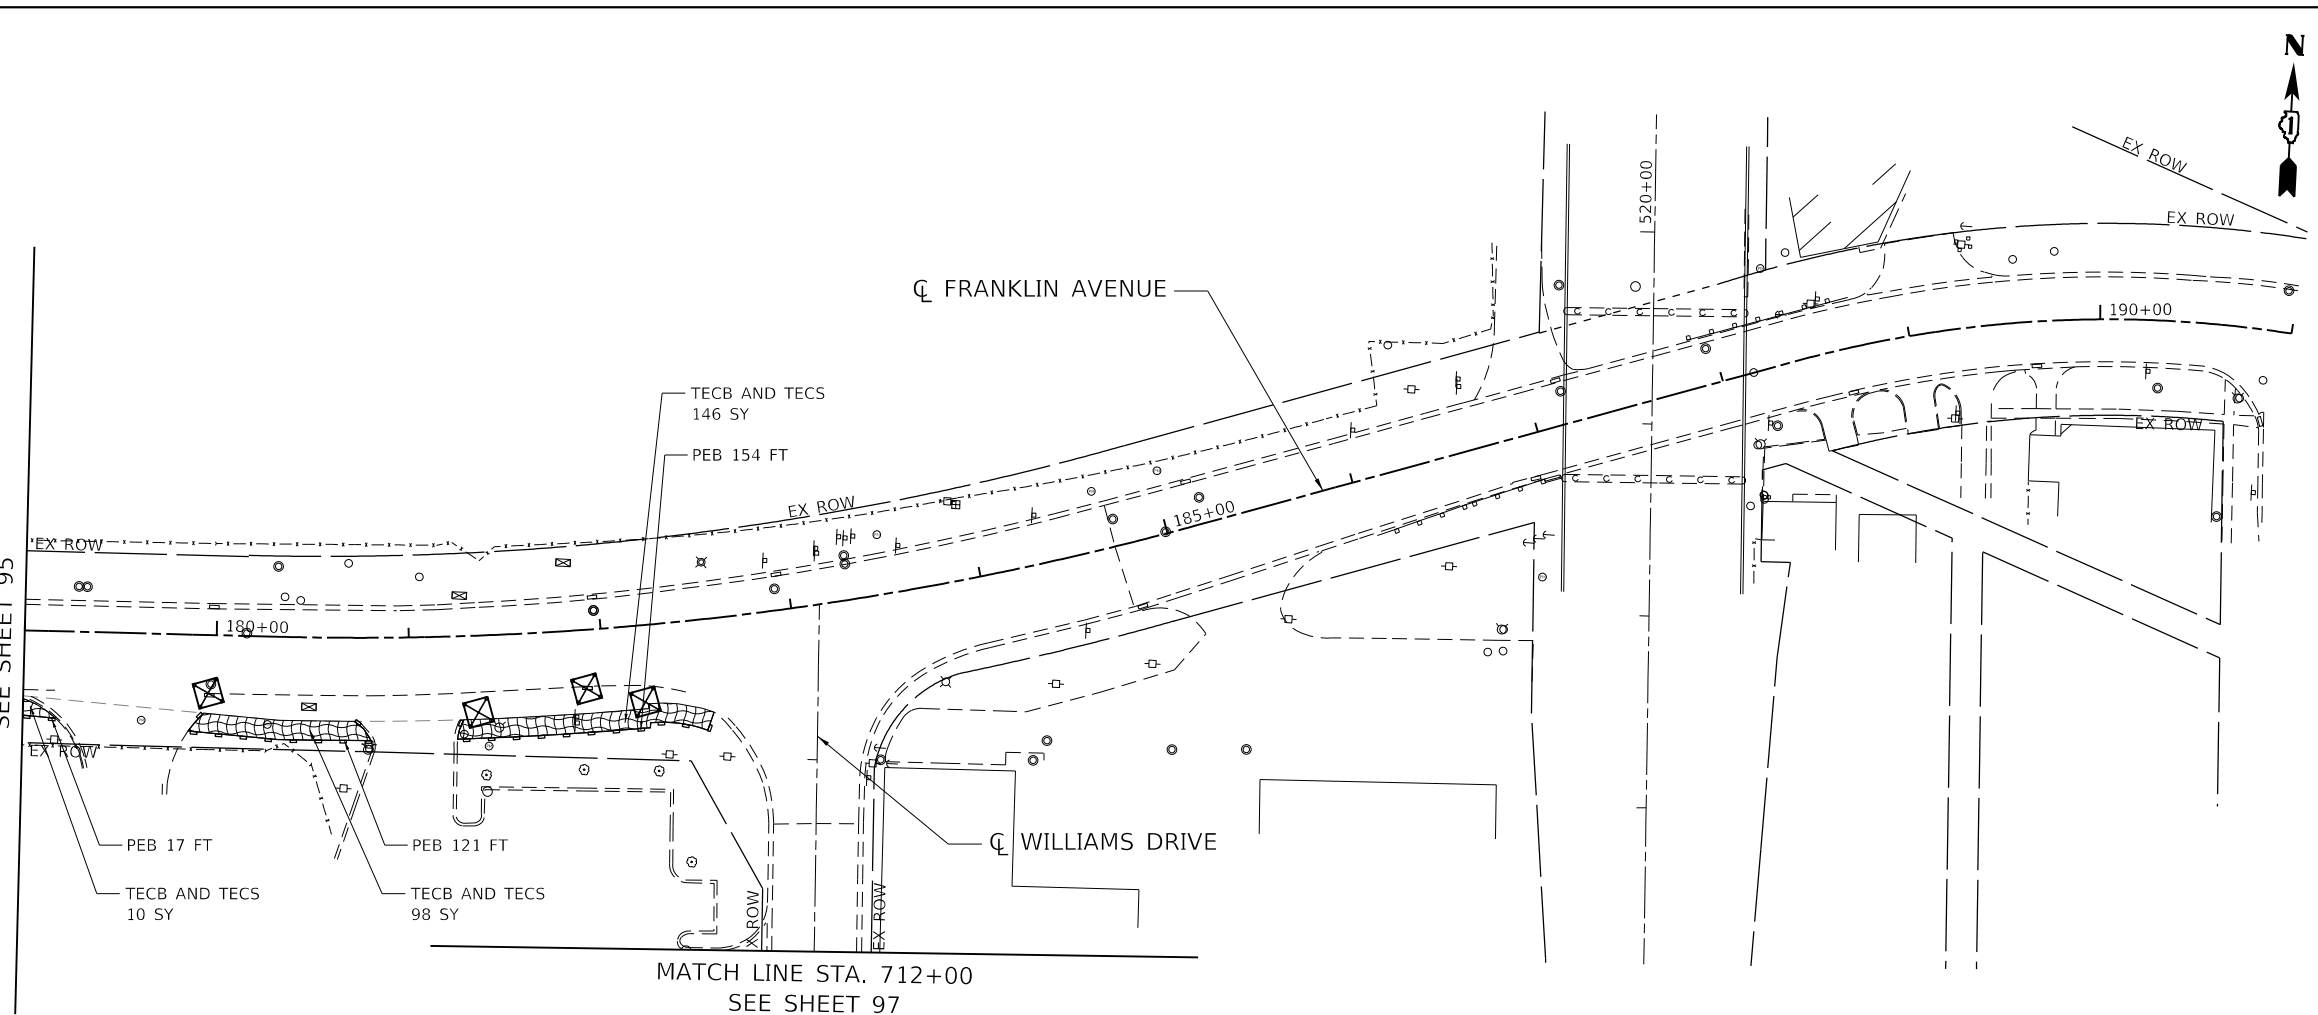 N
EX ROW
EX ROW
520+00
℄ FRANKLIN AVENUE
190+00
TECB AND TECS
146 SY
PEB 154 FT
EX ROW
EX ROW
185+00
EX ROW
180+00
SEE SHEET 95
EX ROW
PEB 17 FT
PEB 121 FT
℄ WILLIAMS DRIVE
TECB AND TECS
10 SY
TECB AND TECS
98 SY
X ROW
EX ROW
MATCH LINE STA. 712+00
SEE SHEET 97